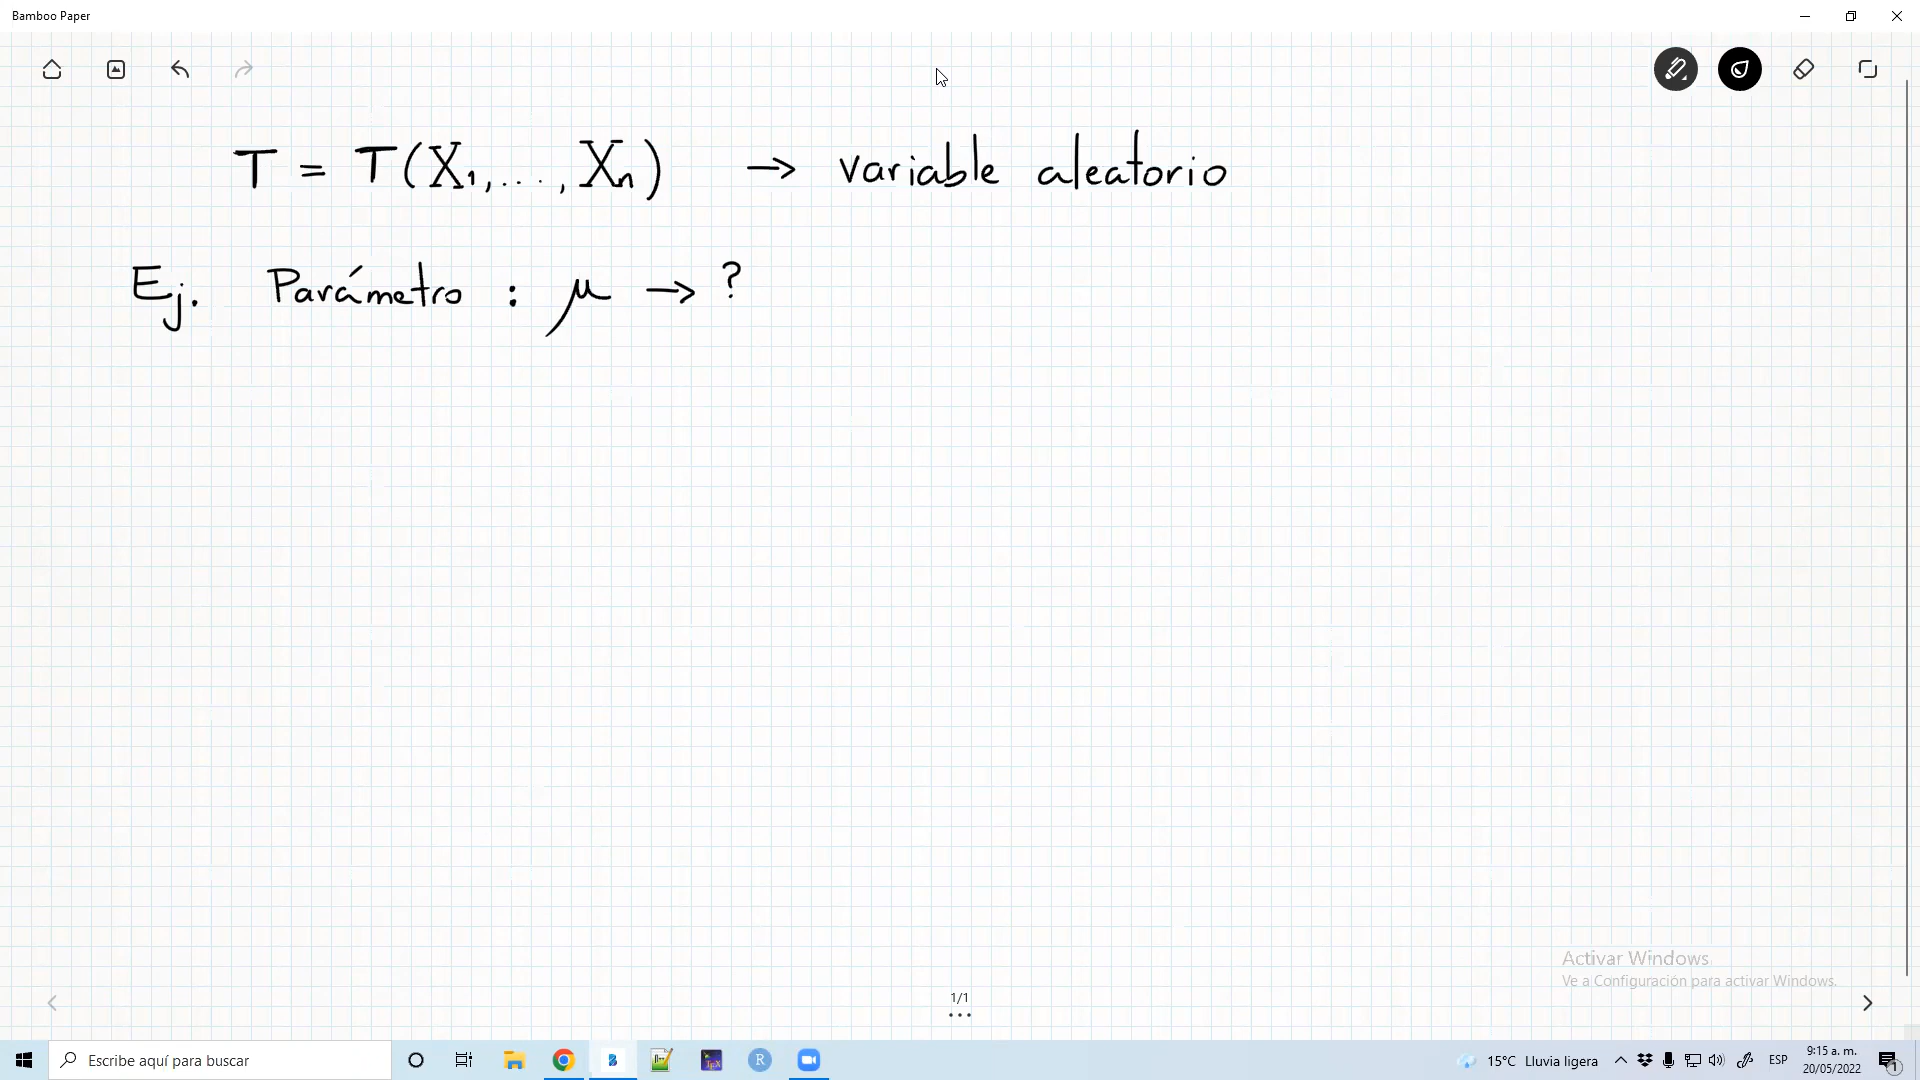 Bamboo Paper
T = T(X₁,...,Xₙ) → variable aleatorio
Ej. Parámetro : μ → ?
Activar Windows
Ve a Configuración para activar Windows.
1/1
Escribe aquí para buscar
15°C Lluvia ligera
ESP
9:15 a. m.
20/05/2022
1